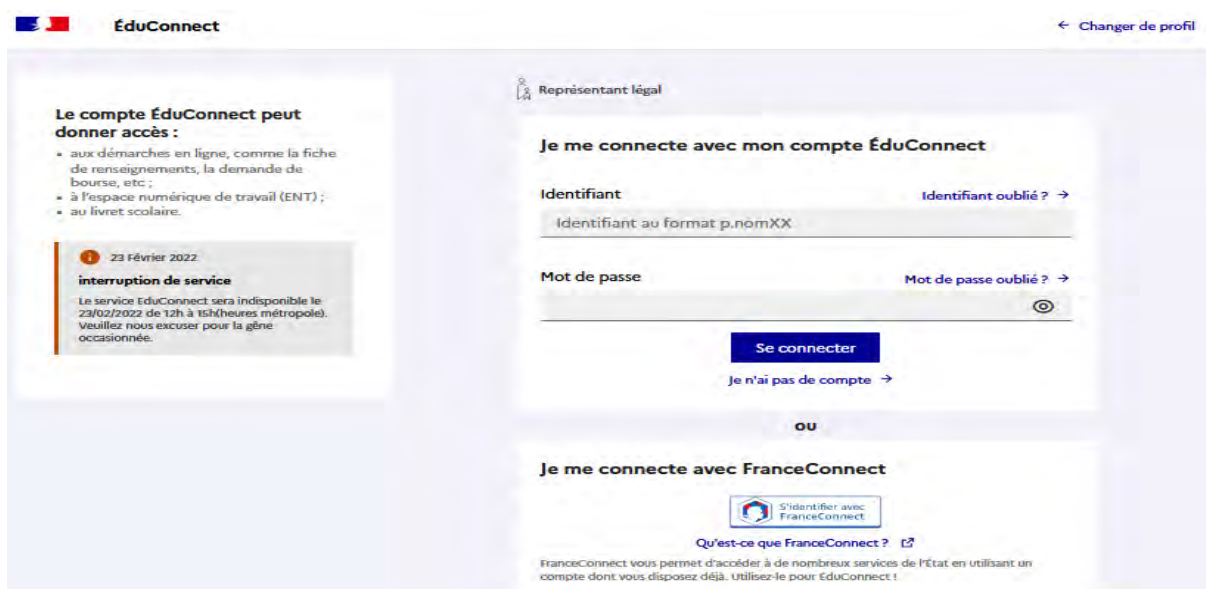 ÉduConnect
← Changer de profil
Le compte ÉduConnect peut
donner accès :
• aux démarches en ligne, comme la fiche
de renseignements, la demande de
bourse, etc ;
• à l'espace numérique de travail (ENT) ;
• au livret scolaire.
23 Février 2022
interruption de service
Le service EduConnect sera indisponible le
23/02/2022 de 12h à 15h(heures métropole).
Veuillez nous excuser pour la gêne
occasionnée.
Représentant légal
Je me connecte avec mon compte ÉduConnect
Identifiant
Identifiant oublié ? →
Identifiant au format p.nomXX
Mot de passe
Mot de passe oublié ? →
Se connecter
Je n'ai pas de compte →
ou
Je me connecte avec FranceConnect
S'identifier avec
FranceConnect
Qu'est-ce que FranceConnect ?
FranceConnect vous permet d'accéder à de nombreux services de l'État en utilisant un
compte dont vous disposez déjà. Utilisez-le pour ÉduConnect !